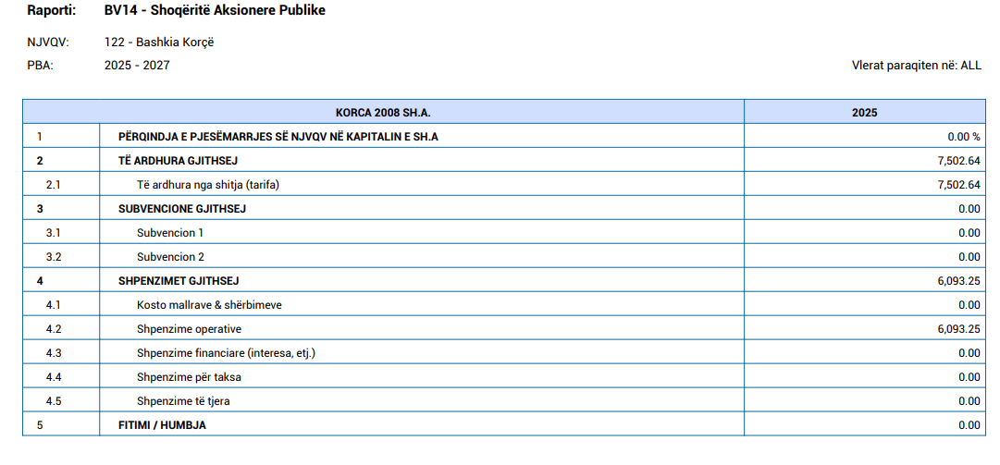 Raporti: BV14 - Shoqëritë Aksionere Publike
NJVQV: 122 - Bashkia Korçë
PBA: 2025 - 2027 Vlerat paraqiten në: ALL
KORCA 2008 SH.A. 2025
1 PËRQINDJA E PJESËMARRJES SË NJVQV NË KAPITALIN E SH.A 0.00 %
2 TË ARDHURA GJITHSEJ 7,502.64
2.1 Të ardhura nga shitja (tarifa) 7,502.64
3 SUBVENCIONE GJITHSEJ 0.00
3.1 Subvencion 1 0.00
3.2 Subvencion 2 0.00
4 SHPENZIMET GJITHSEJ 6,093.25
4.1 Kosto mallrave & shërbimeve 0.00
4.2 Shpenzime operative 6,093.25
4.3 Shpenzime financiare (interesa, etj.) 0.00
4.4 Shpenzime për taksa 0.00
4.5 Shpenzime të tjera 0.00
5 FITIMI / HUMBJA 0.00